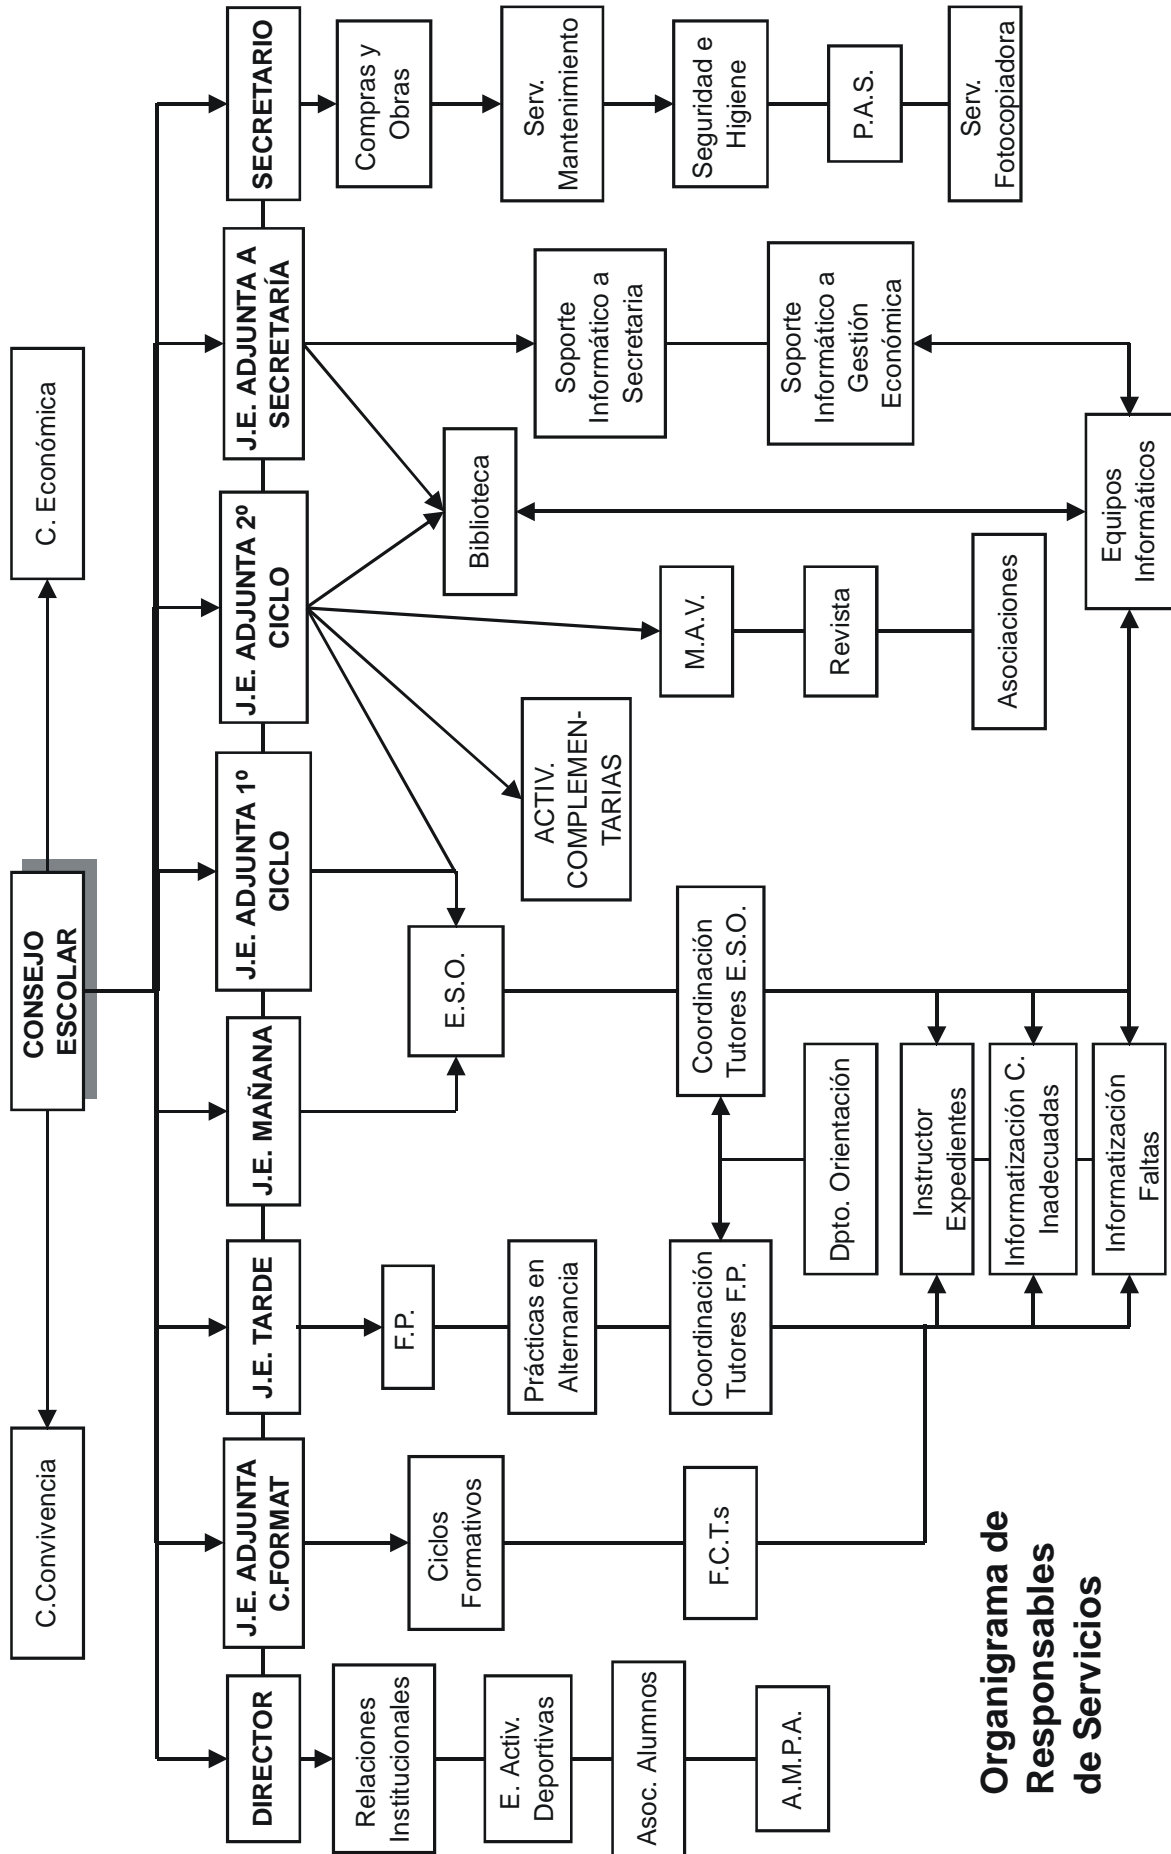 C.Convivencia
CONSEJO
ESCOLAR
C. Económica
DIRECTOR
J.E. ADJUNTA
C.FORMAT
J.E. TARDE
J.E. MAÑANA
J.E. ADJUNTA 1º
CICLO
J.E. ADJUNTA 2º
CICLO
J.E. ADJUNTA A
SECRETARÍA
SECRETARIO
Relaciones
Institucionales
E. Activ.
Deportivas
Asoc. Alumnos
A.M.P.A.
Ciclos
Formativos
F.C.T.s
F.P.
Prácticas en
Alternancia
Coordinación
Tutores F.P.
E.S.O.
Coordinación
Tutores E.S.O.
Dpto. Orientación
Instructor
Expedientes
Informatización C.
Inadecuadas
Informatización
Faltas
ACTIV.
COMPLEMEN-
TARIAS
Biblioteca
M.A.V.
Revista
Asociaciones
Equipos
Informáticos
Soporte
Informático a
Secretaria
Soporte
Informático a
Gestión
Económica
Compras y
Obras
Serv.
Mantenimiento
Seguridad e
Higiene
P.A.S.
Serv.
Fotocopiadora
Organigrama de
Responsables
de Servicios